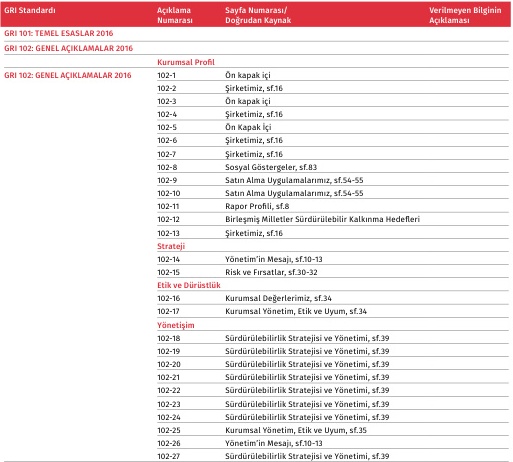 GRI Standardı Açıklama Numarası Sayfa Numarası/ Doğrudan Kaynak Verilmeyen Bilginin Açıklaması
GRI 101: TEMEL ESASLAR 2016
GRI 102: GENEL AÇIKLAMALAR 2016
Kurumsal Profil
GRI 102: GENEL AÇIKLAMALAR 2016 102-1 Ön kapak içi
102-2 Şirketimiz, sf.16
102-3 Ön kapak içi
102-4 Şirketimiz, sf.16
102-5 Ön Kapak İçi
102-6 Şirketimiz, sf.16
102-7 Şirketimiz, sf.16
102-8 Sosyal Göstergeler, sf.83
102-9 Satın Alma Uygulamalarımız, sf.54-55
102-10 Satın Alma Uygulamalarımız, sf.54-55
102-11 Rapor Profili, sf.8
102-12 Birleşmiş Milletler Sürdürülebilir Kalkınma Hedefleri
102-13 Şirketimiz, sf.16
Strateji
102-14 Yönetim’in Mesajı, sf.10-13
102-15 Risk ve Fırsatlar, sf.30-32
Etik ve Dürüstlük
102-16 Kurumsal Değerlerimiz, sf.34
102-17 Kurumsal Yönetim, Etik ve Uyum, sf.34
Yönetişim
102-18 Sürdürülebilirlik Stratejisi ve Yönetimi, sf.39
102-19 Sürdürülebilirlik Stratejisi ve Yönetimi, sf.39
102-20 Sürdürülebilirlik Stratejisi ve Yönetimi, sf.39
102-21 Sürdürülebilirlik Stratejisi ve Yönetimi, sf.39
102-22 Sürdürülebilirlik Stratejisi ve Yönetimi, sf.39
102-23 Sürdürülebilirlik Stratejisi ve Yönetimi, sf.39
102-24 Sürdürülebilirlik Stratejisi ve Yönetimi, sf.39
102-25 Kurumsal Yönetim, Etik ve Uyum, sf.35
102-26 Yönetim’in Mesajı, sf.10-13
102-27 Sürdürülebilirlik Stratejisi ve Yönetimi, sf.39